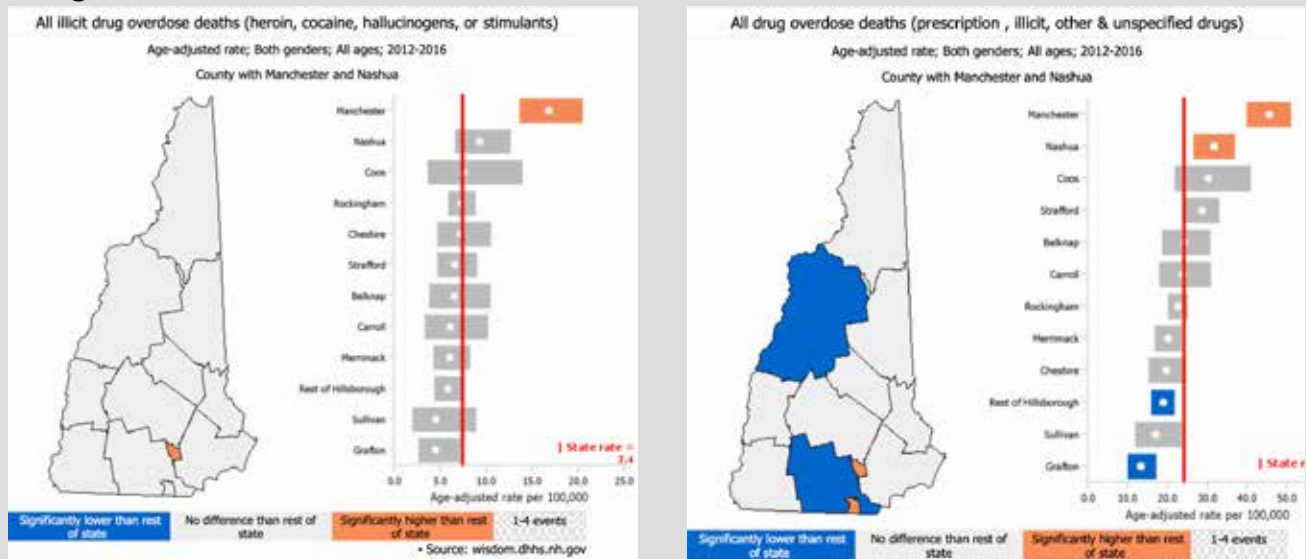 All illicit drug overdose deaths (heroin, cocaine, hallucinogens, or stimulants)
Age-adjusted rate; Both genders; All ages; 2012-2016
County with Manchester and Nashua
Manchester
Nashua
Coos
Rockingham
Cheshire
Strafford
Belknap
Carroll
Merrimack
Rest of Hillsborough
Sullivan
Grafton
| State rate =
7.4
0.0 5.0 10.0 15.0 20.0 25.0
Age-adjusted rate per 100,000
Significantly lower than rest
of state
No difference than rest of
state
Significantly higher than rest
of state
1-4 events
• Source: wisdom.dhhs.nh.gov
All drug overdose deaths (prescription , illicit, other & unspecified drugs)
Age-adjusted rate; Both genders; All ages; 2012-2016
County with Manchester and Nashua
Manchester
Nashua
Coos
Strafford
Belknap
Carroll
Rockingham
Merrimack
Cheshire
Rest of Hillsborough
Sullivan
Grafton
| State r
0.0 10.0 20.0 30.0 40.0 50.0
Age-adjusted rate per 100,000
Significantly lower than rest
of state
No difference than rest of
state
Significantly higher than rest
of state
1-4 events